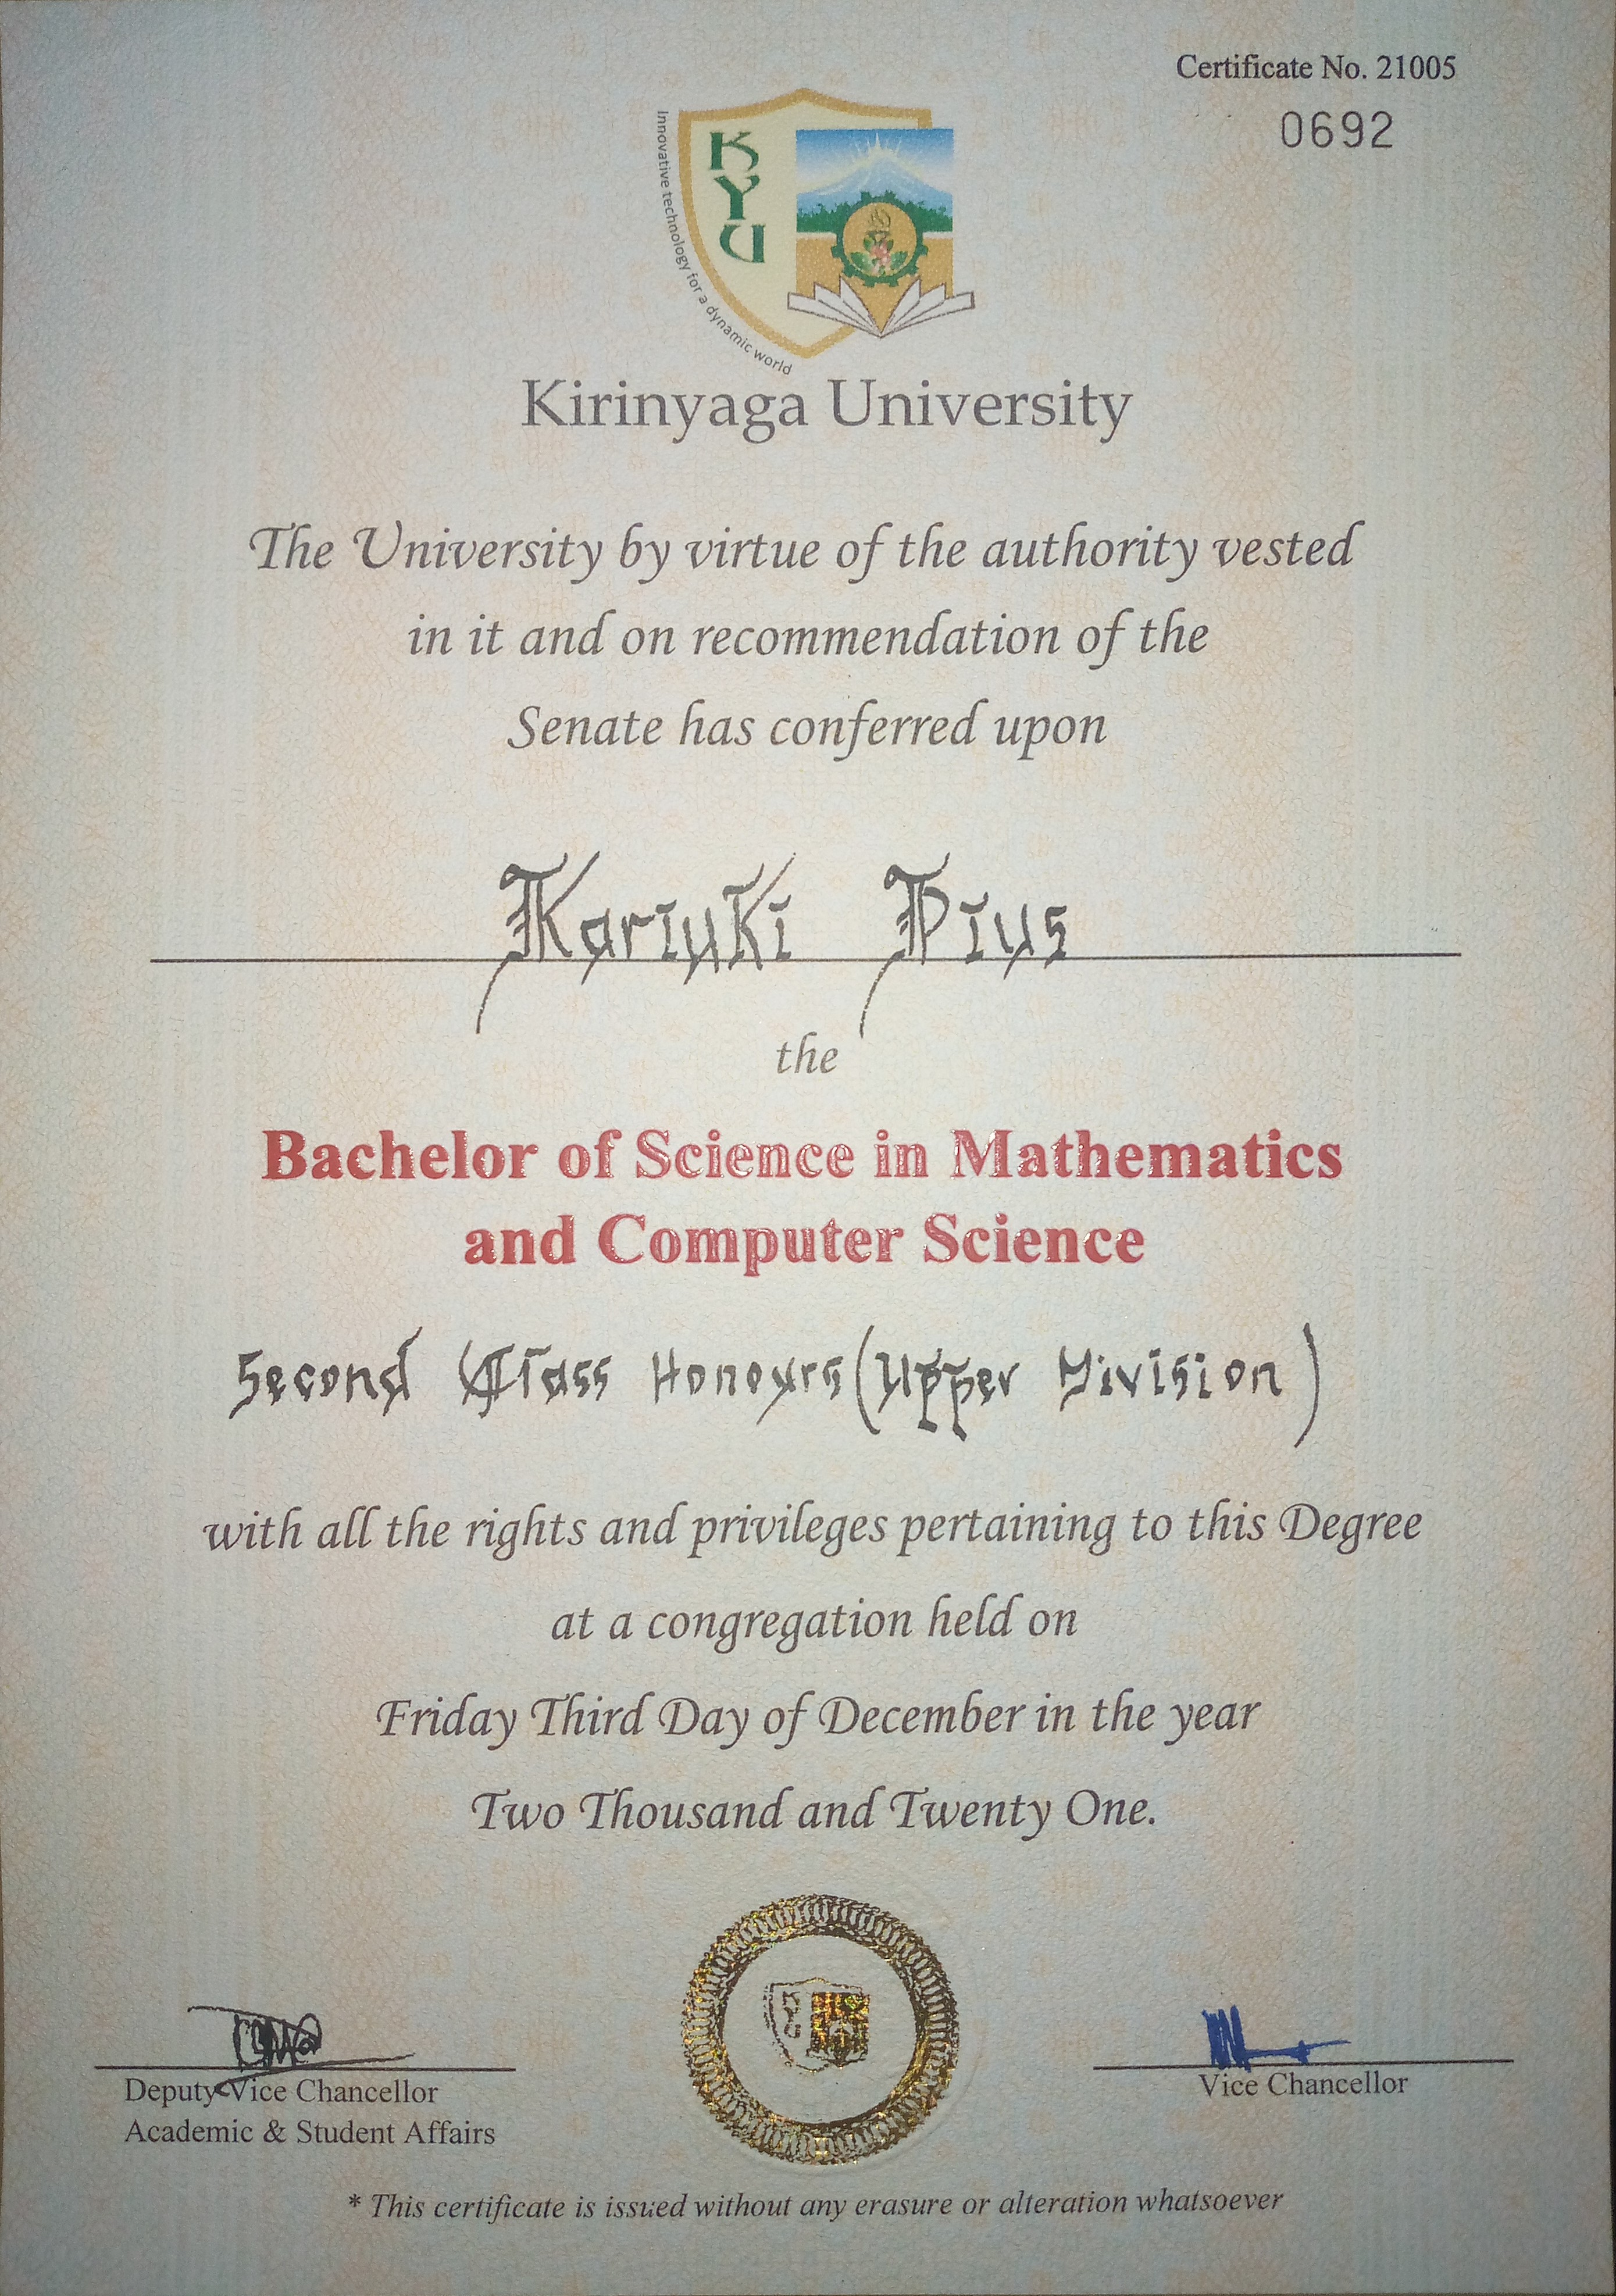 Certificate No. 21005
0692
KYU
Innovative technology for a dynamic world
Kirinyaga University
The University by virtue of the authority vested
in it and on recommendation of the
Senate has conferred upon
Kariuki Pius
the
Bachelor of Science in Mathematics
and Computer Science
Second Class Honours (Upper Division)
with all the rights and privileges pertaining to this Degree
at a congregation held on
Friday Third Day of December in the year
Two Thousand and Twenty One.
KYU
Deputy Vice Chancellor
Academic & Student Affairs
Vice Chancellor
* This certificate is issued without any erasure or alteration whatsoever